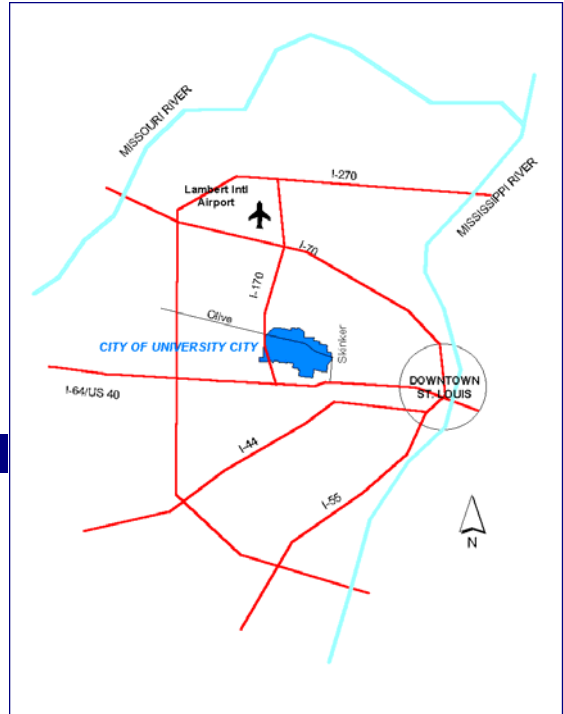 MISSOURI RIVER
I-270
Lambert Intl
Airport
MISSISSIPPI RIVER
I-70
I-170
Olive
Skinker
CITY OF UNIVERSITY CITY
DOWNTOWN
ST. LOUIS
I-64/US 40
I-44
I-55
N